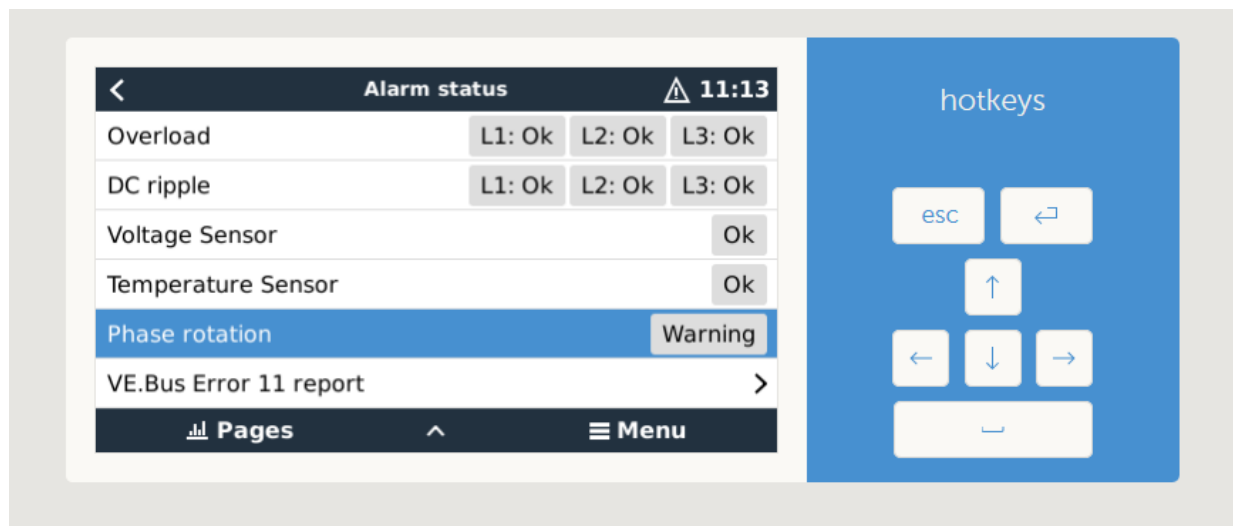 Alarm status 11:13
hotkeys
Overload L1: Ok L2: Ok L3: Ok
DC ripple L1: Ok L2: Ok L3: Ok
Voltage Sensor Ok
Temperature Sensor Ok
Phase rotation Warning
VE.Bus Error 11 report
Pages Menu
esc